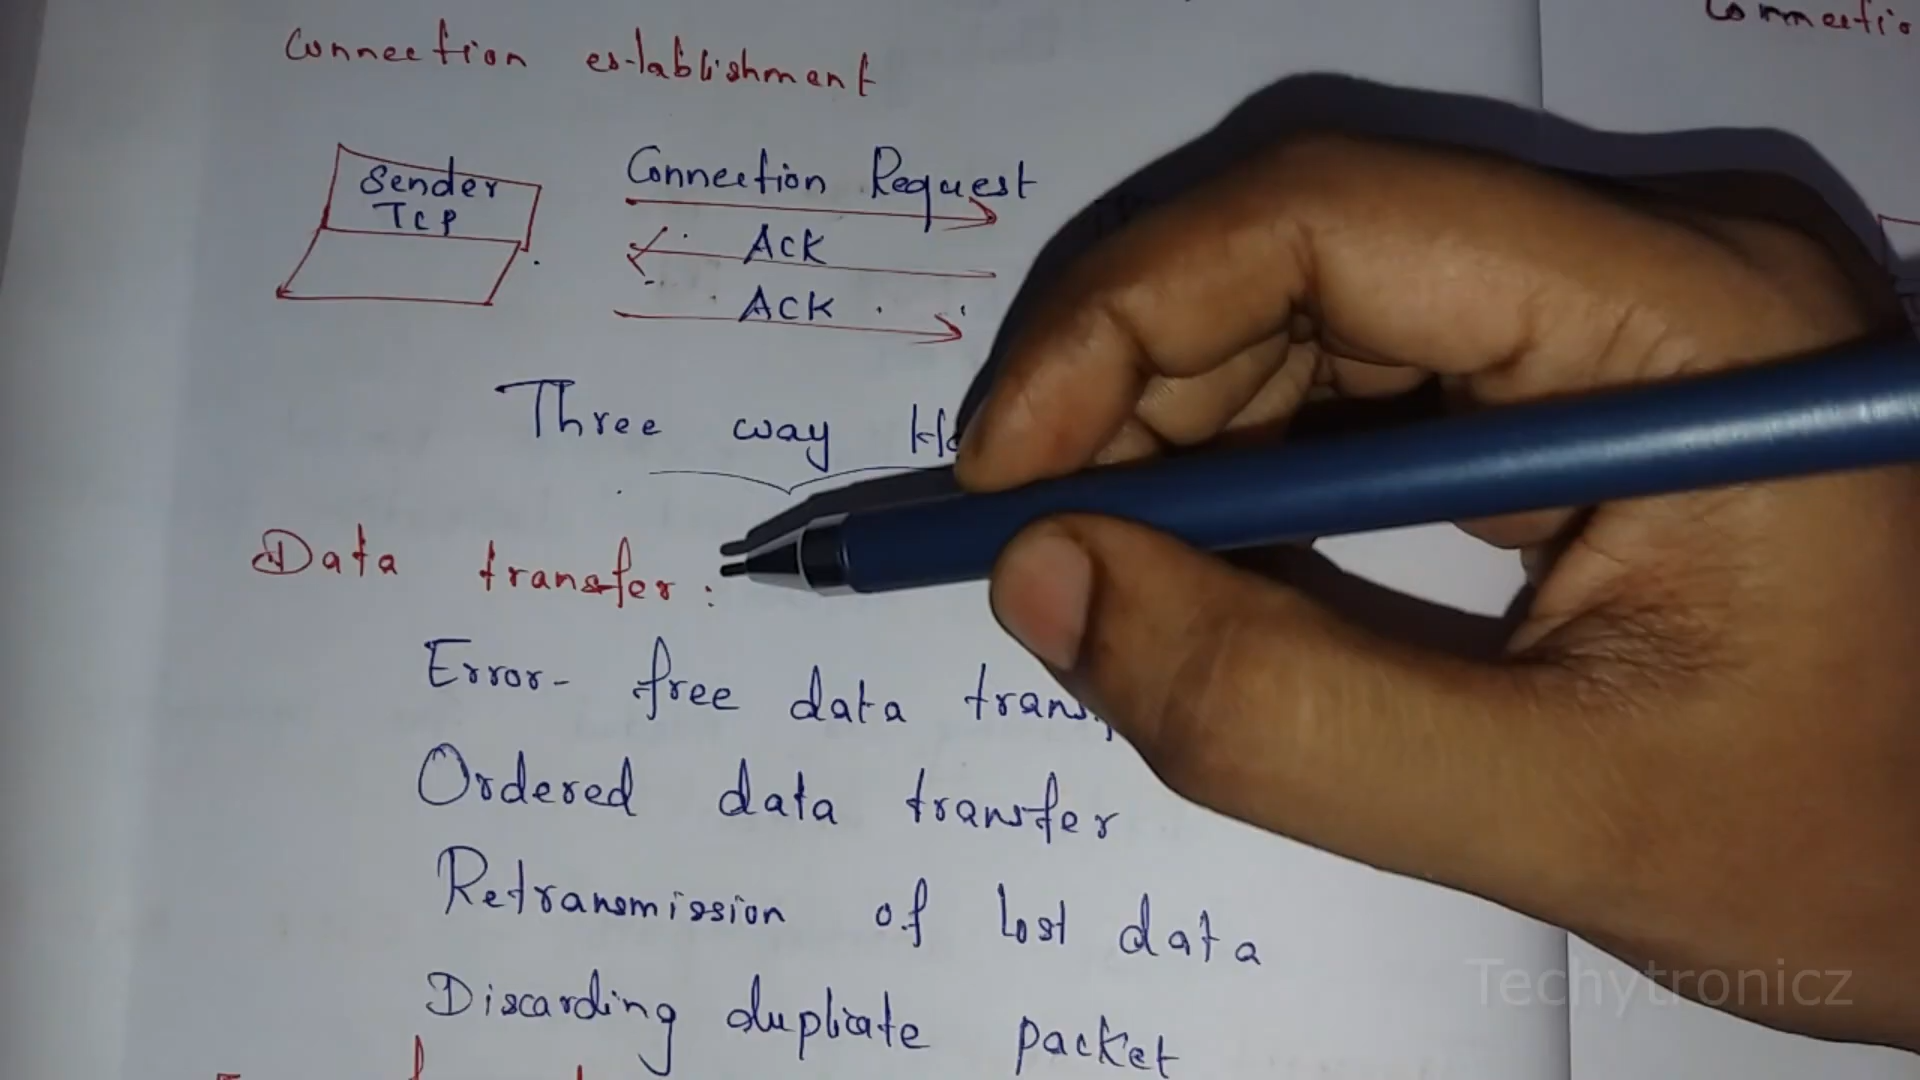 Connection establishment
Sender
TCP
Connection Request
Ack
ACK
Three way
Data transfer:
Error-free data
Ordered data transfer
Retransmission of lost data
Discarding duplicate packet
Techytronicz